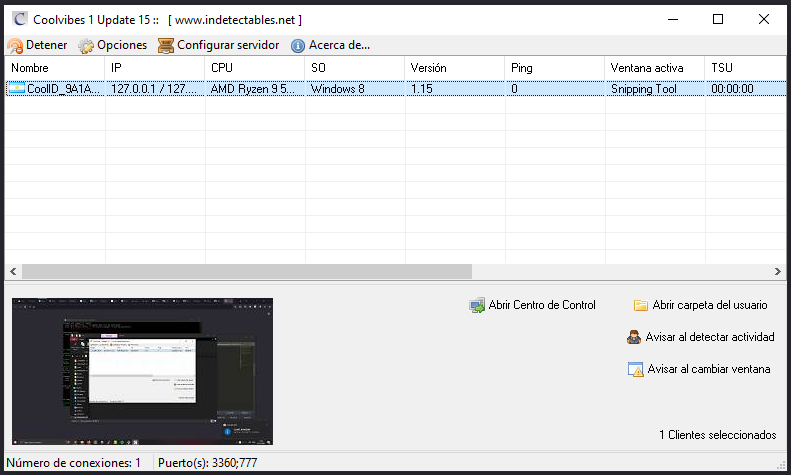 Coolvibes 1 Update 15 :: [ www.indetectables.net ]
Detener Opciones Configurar servidor Acerca de...
Nombre IP CPU SO Versión Ping Ventana activa TSU
CoolID_9A1A... 127.0.0.1 / 127.... AMD Ryzen 9 5... Windows 8 1.15 0 Snipping Tool 00:00:00
Abrir Centro de Control Abrir carpeta del usuario
Avisar al detectar actividad
Avisar al cambiar ventana
1 Clientes seleccionados
Número de conexiones: 1 Puerto(s): 3360;777